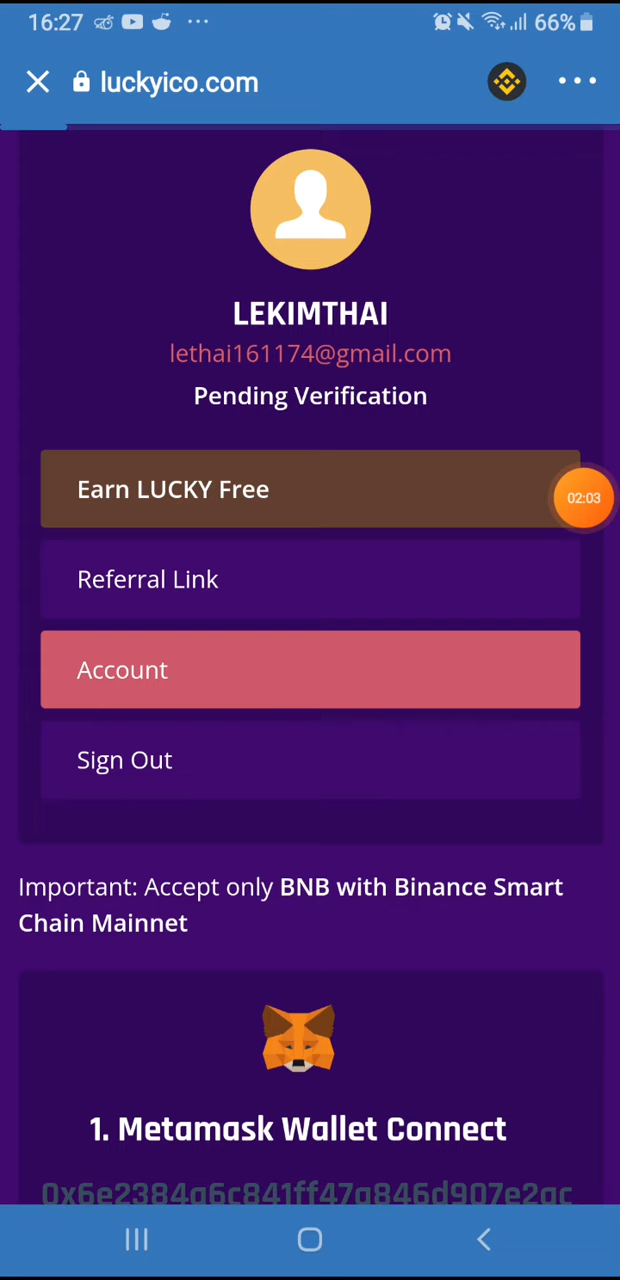 16:27 66%
luckyico.com
LEKIMTHAI
lethai161174@gmail.com
Pending Verification
Earn LUCKY Free
02:03
Referral Link
Account
Sign Out
Important: Accept only BNB with Binance Smart
Chain Mainnet
1. Metamask Wallet Connect
0x6e2384a6c841ff47a846d907e2ac